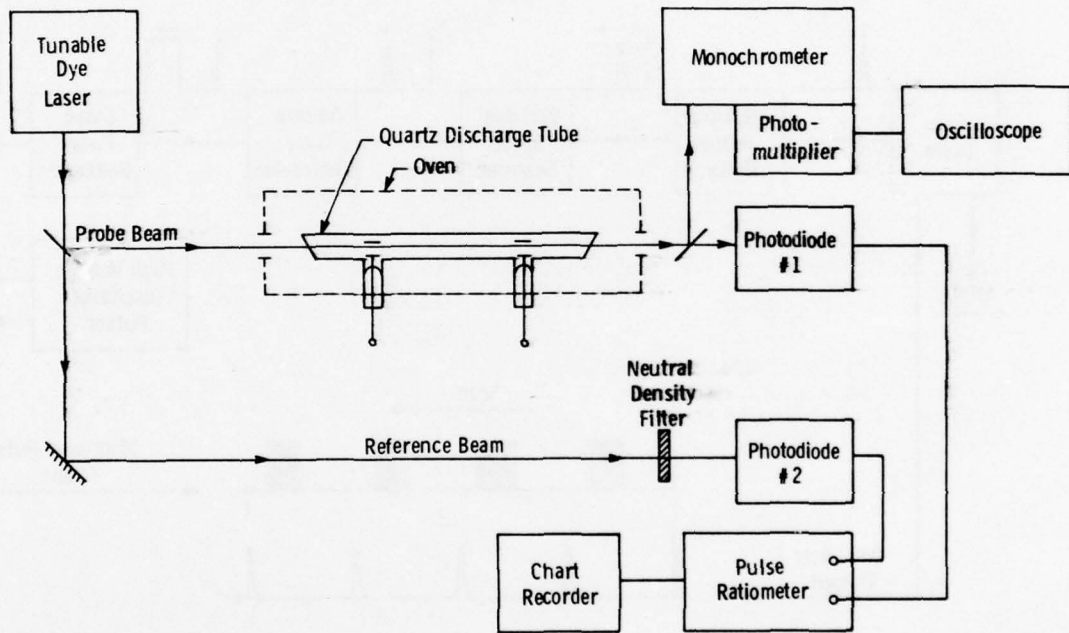 Tunable
Dye
Laser
Monochrometer
Photo-
multiplier
Oscilloscope
Quartz Discharge Tube
Oven
Probe Beam
Photodiode
#1
Neutral
Density
Filter
Reference Beam
Photodiode
#2
Chart
Recorder
Pulse
Ratiometer